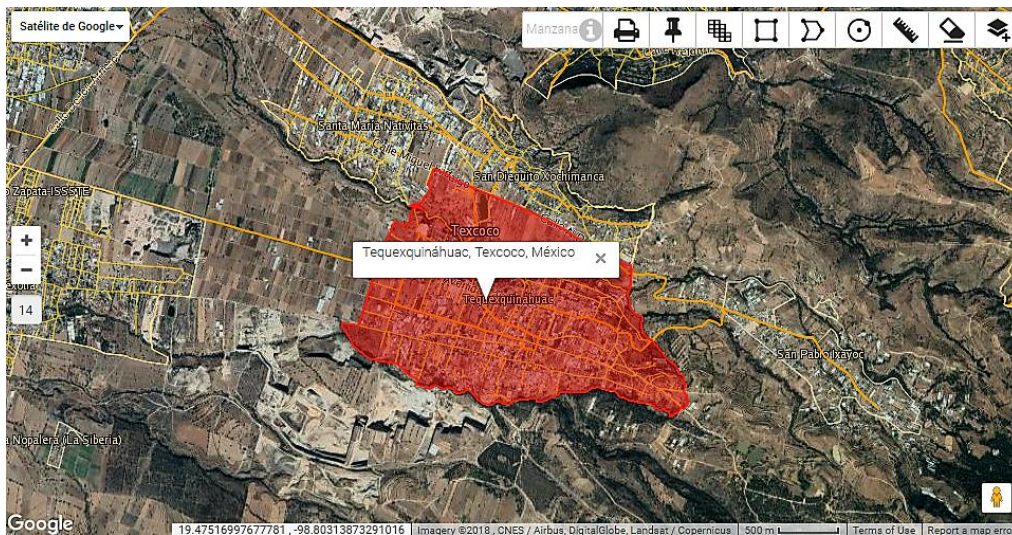 Satélite de Google
Manzana
Santa María Nativitas
San Dieguito Xochimanca
Zapata-ISSSTE
Texcoco
Tequexquináhuac, Texcoco, México
Tequexquinahuac
+
−
14
San Pablo Ixayoc
a Nopalera (La Siberia)
Google
19.47516997677781 , -98.80313873291016
Imagery ©2018 , CNES / Airbus, DigitalGlobe, Landsat / Copernicus
500 m
Terms of Use
Report a map erro